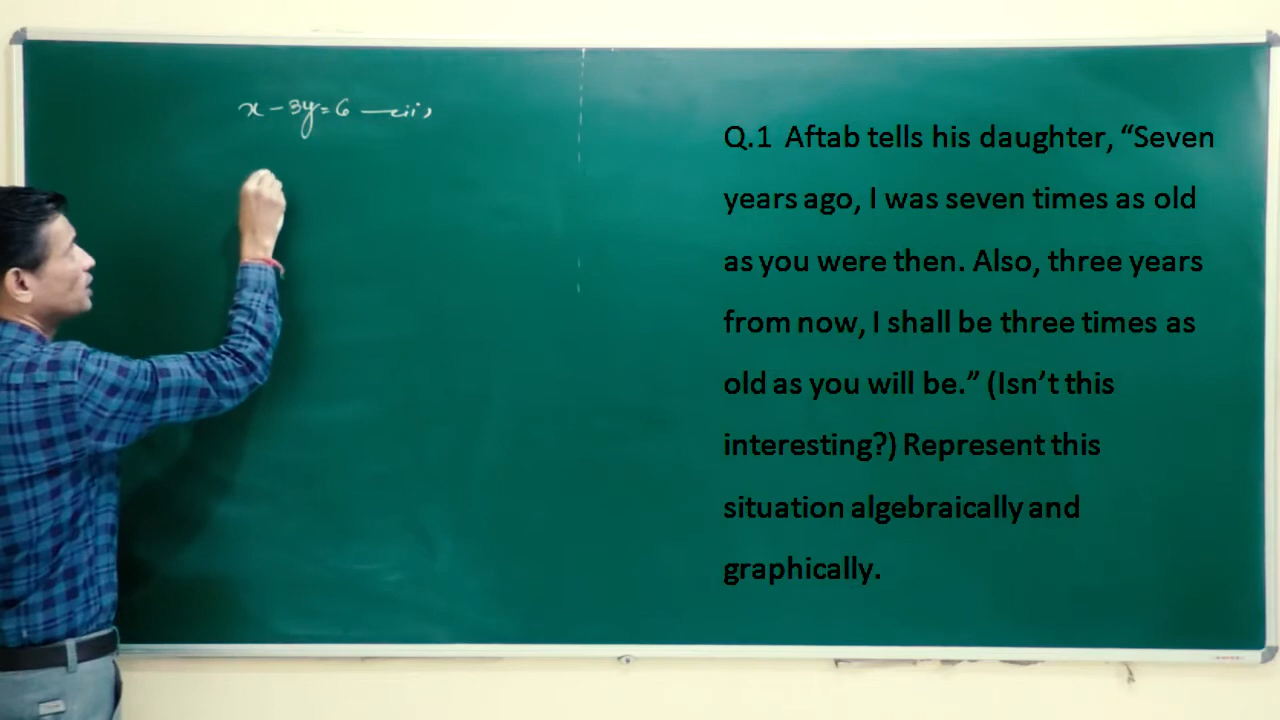 x - 3y = 6 —(ii)
Q.1 Aftab tells his daughter, “Seven
years ago, I was seven times as old
as you were then. Also, three years
from now, I shall be three times as
old as you will be.” (Isn’t this
interesting?) Represent this
situation algebraically and
graphically.